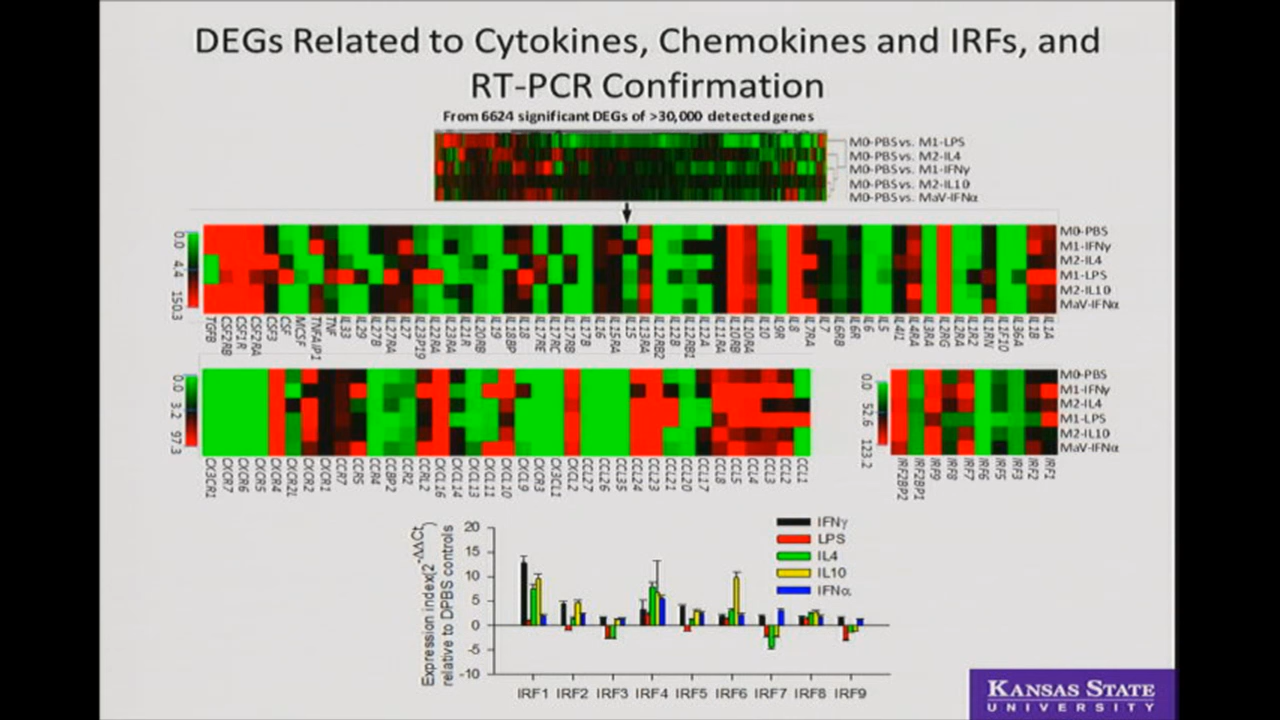 DEGs Related to Cytokines, Chemokines and IRFs, and
RT-PCR Confirmation
From 6624 significant DEGs of >30,000 detected genes
M0-PBS vs. M1-LPS
M0-PBS vs. M2-IL4
M0-PBS vs. M1-IFNγ
M0-PBS vs. M2-IL10
M0-PBS vs. MaV-IFNα
0.0
4.4
150.3
M0-PBS
M1-IFNγ
M2-IL4
M1-LPS
M2-IL10
MaV-IFNα
TGFB
CSF2RB
CSF1R
CSF2RA
CSF3
CSF
MCSF
TNFAIP1
TNF
IL33
IL29
IL27B
IL27RA
IL27
IL23P19
IL22RA
IL23RA
IL21R
IL20RB
IL19
IL18BP
IL18
IL17RE
IL17RC
IL17RB
IL17B
IL16
IL15RA
IL15
IL13RA
IL12RB2
IL12B
IL12RB1
IL12A
IL11RA
IL10RB
IL10RA
IL10
IL9R
IL8
IL7RA
IL7
IL6RB
IL6R
IL6
IL5
IL4I1
IL4RA
IL3RA
IL2RG
IL2RA
IL1R2
IL1RN
IL1F10
IL36A
IL1B
IL1A
0.0
3.2
97.3
CX3CR1
CXCR7
CXCR6
CXCR5
CXCR4
CXCR2L
CXCR2
CXCR1
CCR7
CCR5
CCR4
CCBP2
CCR2
CCRL2
CXCL16
CXCL14
CXCL13
CXCL11
CXCL10
CXCL9
CXCR3
CX3CL1
CXCL2
CCL27
CCL26
CCL35
CCL24
CCL23
CCL21
CCL20
CCL17
CCL8
CCL5
CCL4
CCL3
CCL2
CCL1
0.0
52.6
123.2
M0-PBS
M1-IFNγ
M2-IL4
M1-LPS
M2-IL10
MaV-IFNα
IRF2BP2
IRF2BP1
IRF9
IRF8
IRF7
IRF6
IRF5
IRF3
IRF2
IRF1
Expression index(2^-ΔΔCt)
relative to DPBS controls
20
15
10
5
0
-5
-10
IFNγ
LPS
IL4
IL10
IFNα
IRF1 IRF2 IRF3 IRF4 IRF5 IRF6 IRF7 IRF8 IRF9
KANSAS STATE
UNIVERSITY